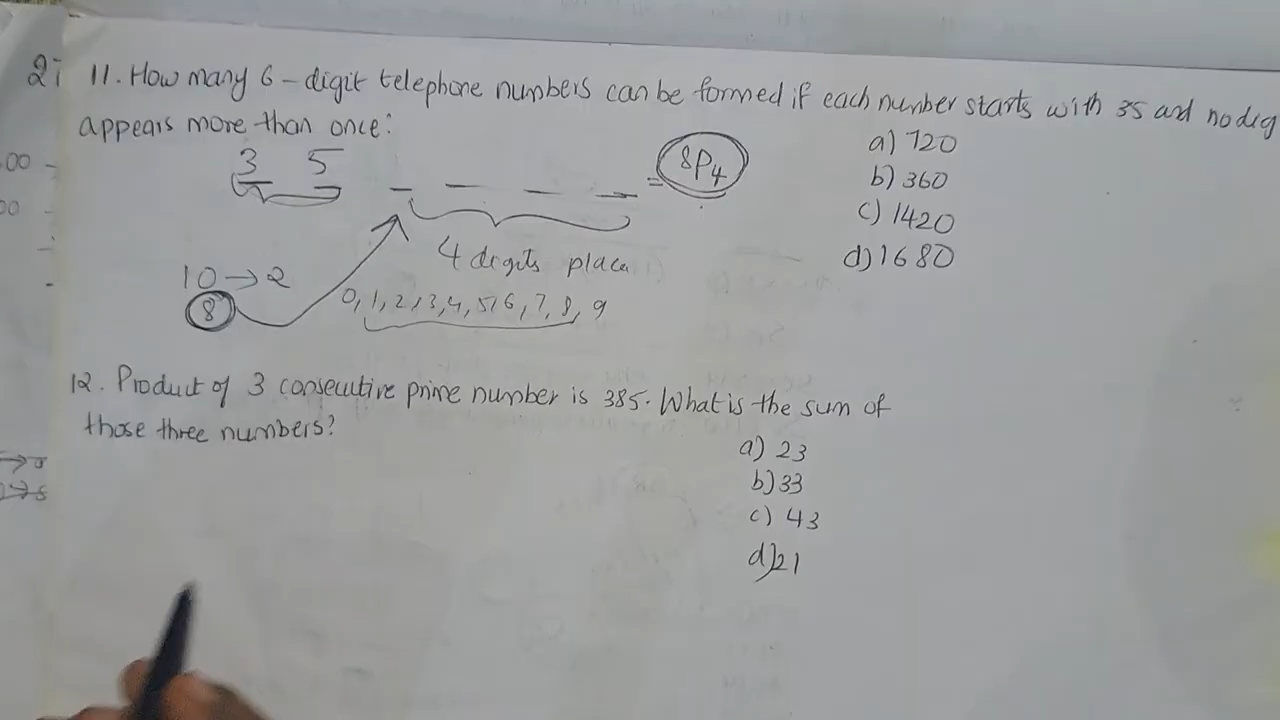 11. How many 6-digit telephone numbers can be formed if each number starts with 35 and no dig
appears more than once:
3 5 _ _ _ _ = 8P4
a) 720
b) 360
c) 1420
d) 1680
4 digits place
10 → 2
8
0, 1, 2, 3, 4, 5, 6, 7, 8, 9
12. Product of 3 consecutive prime number is 385. What is the sum of
those three numbers?
a) 23
b) 33
c) 43
d) 21